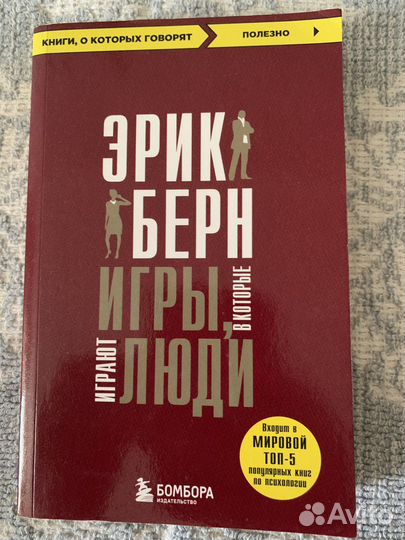 КНИГИ, О КОТОРЫХ ГОВОРЯТ
ПОЛЕЗНО
ЭРИК
БЕРН
ИГРЫ,
В КОТОРЫЕ
ИГРАЮТ
ЛЮДИ
Входит в
МИРОВОЙ
ТОП-5
популярных книг
по психологии
БОМБОРА
ИЗДАТЕЛЬСТВО
Avito